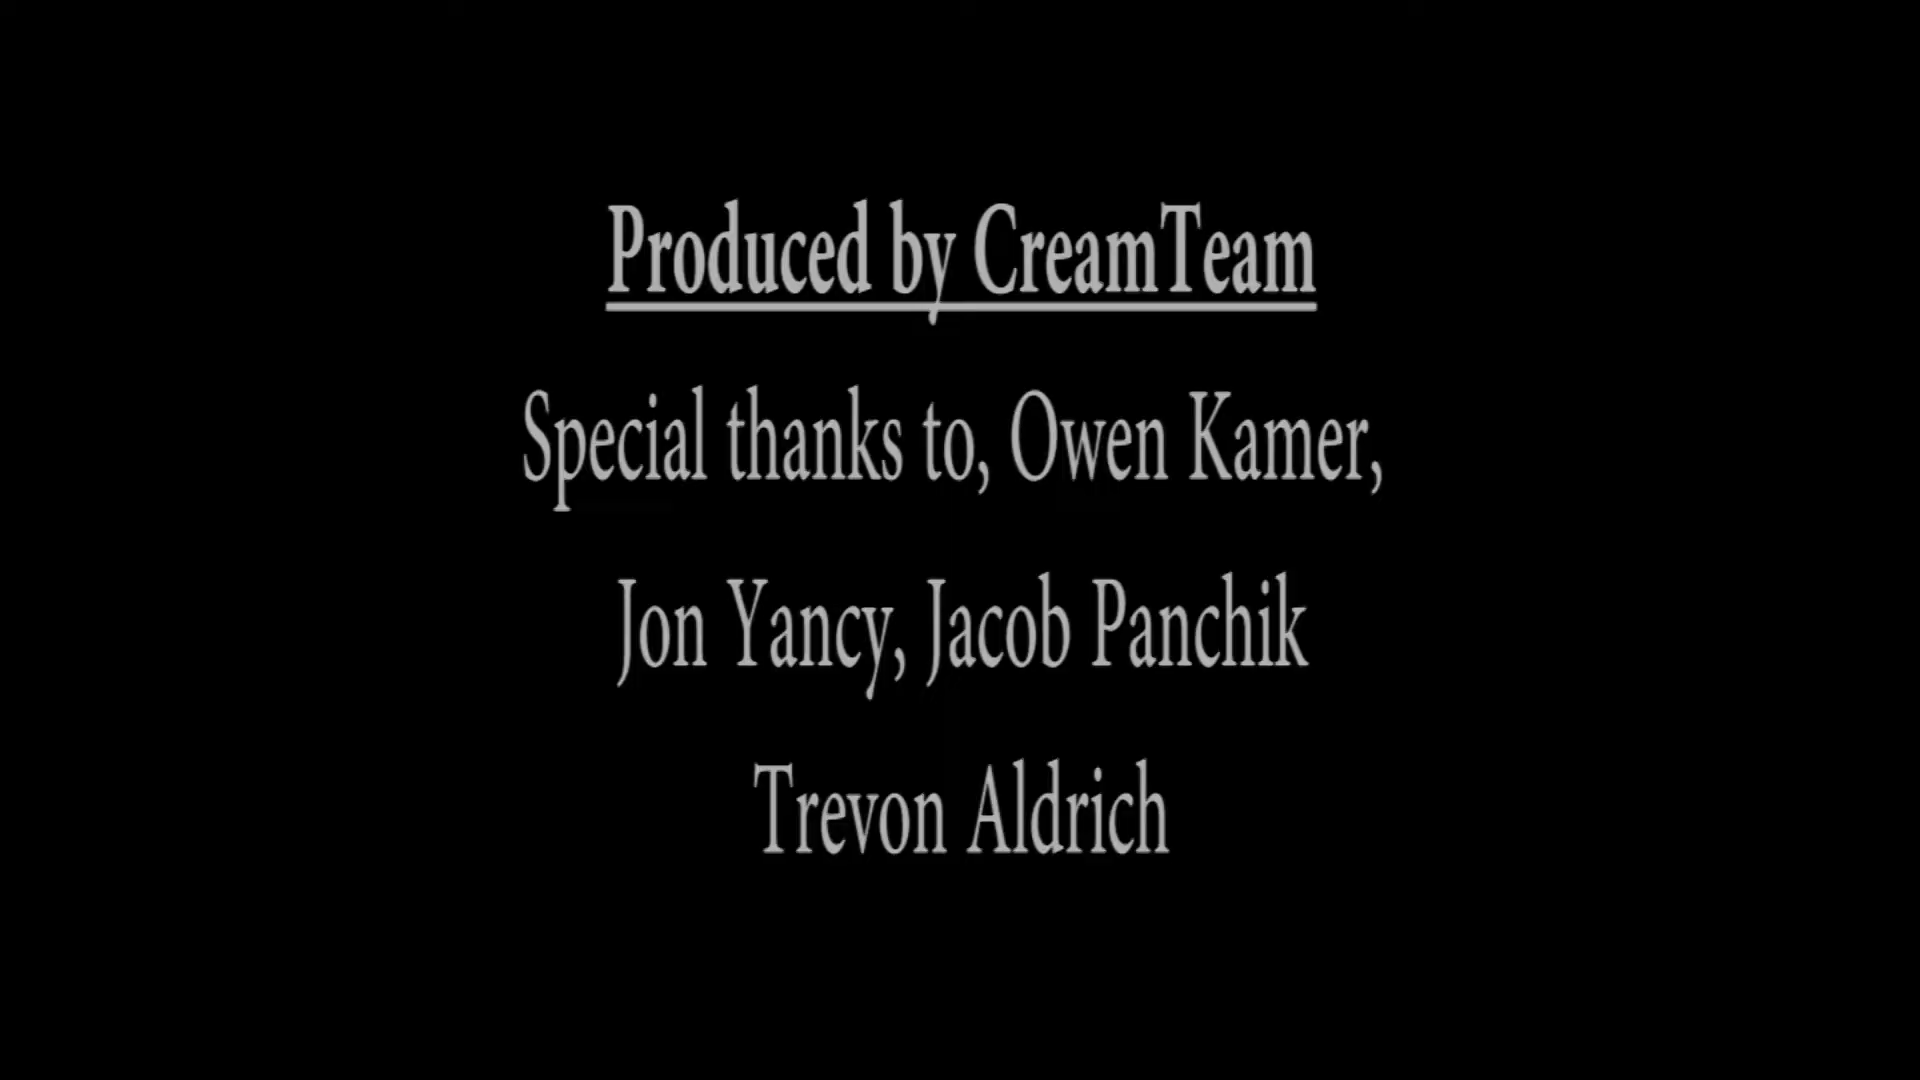 Produced by CreamTeam
Special thanks to, Owen Kamer,
Jon Yancy, Jacob Panchik
Trevon Aldrich